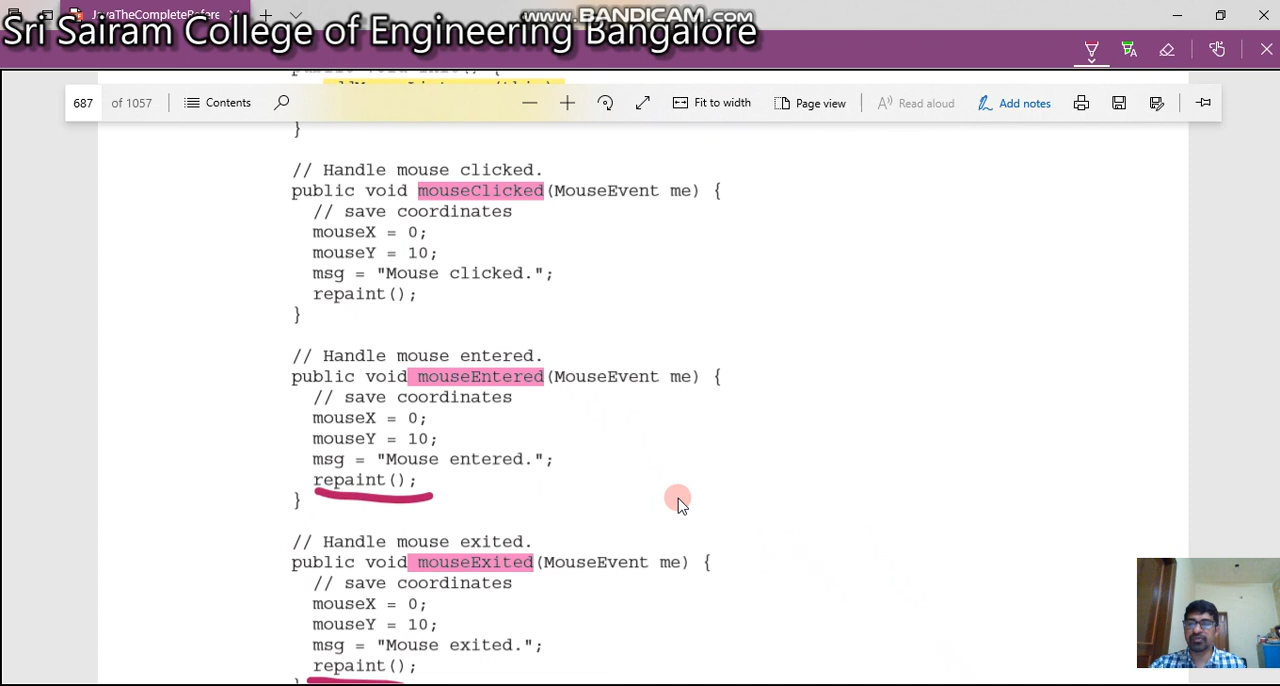 JavaTheCompleteRefere
www.BANDICAM.com
Sri Sairam College of Engineering Bangalore
687 of 1057 Contents Fit to width Page view Read aloud Add notes
}
// Handle mouse clicked.
public void mouseClicked(MouseEvent me) {
// save coordinates
mouseX = 0;
mouseY = 10;
msg = "Mouse clicked.";
repaint();
}
// Handle mouse entered.
public void mouseEntered(MouseEvent me) {
// save coordinates
mouseX = 0;
mouseY = 10;
msg = "Mouse entered.";
repaint();
}
// Handle mouse exited.
public void mouseExited(MouseEvent me) {
// save coordinates
mouseX = 0;
mouseY = 10;
msg = "Mouse exited.";
repaint();